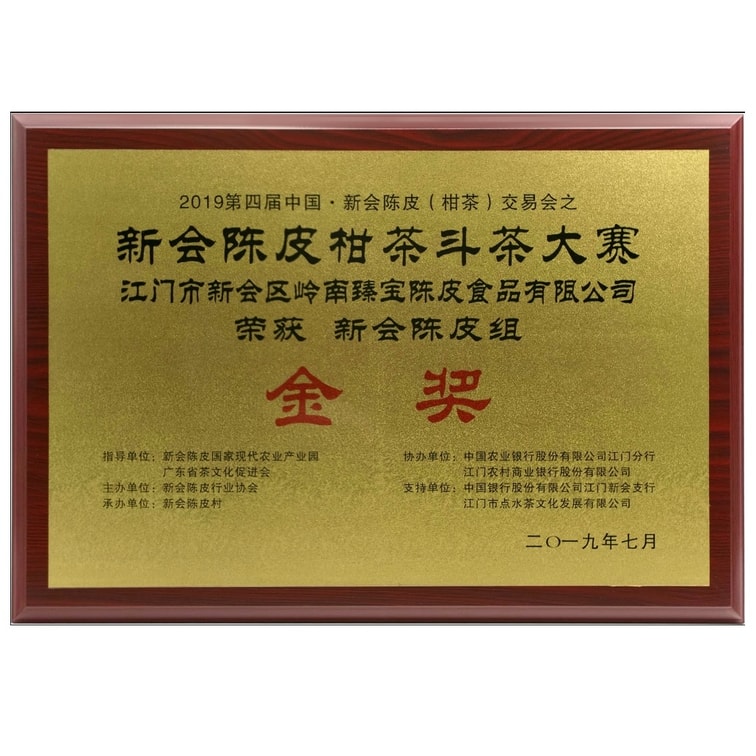 2019第四届中国·新会陈皮（柑茶）交易会之
新会陈皮柑茶斗茶大赛
江门市新会区岭南臻宝陈皮食品有限公司
荣获 新会陈皮组
金奖
指导单位：新会陈皮国家现代农业产业园
广东省茶文化促进会
主办单位：新会陈皮行业协会
承办单位：新会陈皮村
协办单位：中国农业银行股份有限公司江门分行
江门农村商业银行股份有限公司
支持单位：中国银行股份有限公司江门新会支行
江门市点水茶文化发展有限公司
二〇一九年七月